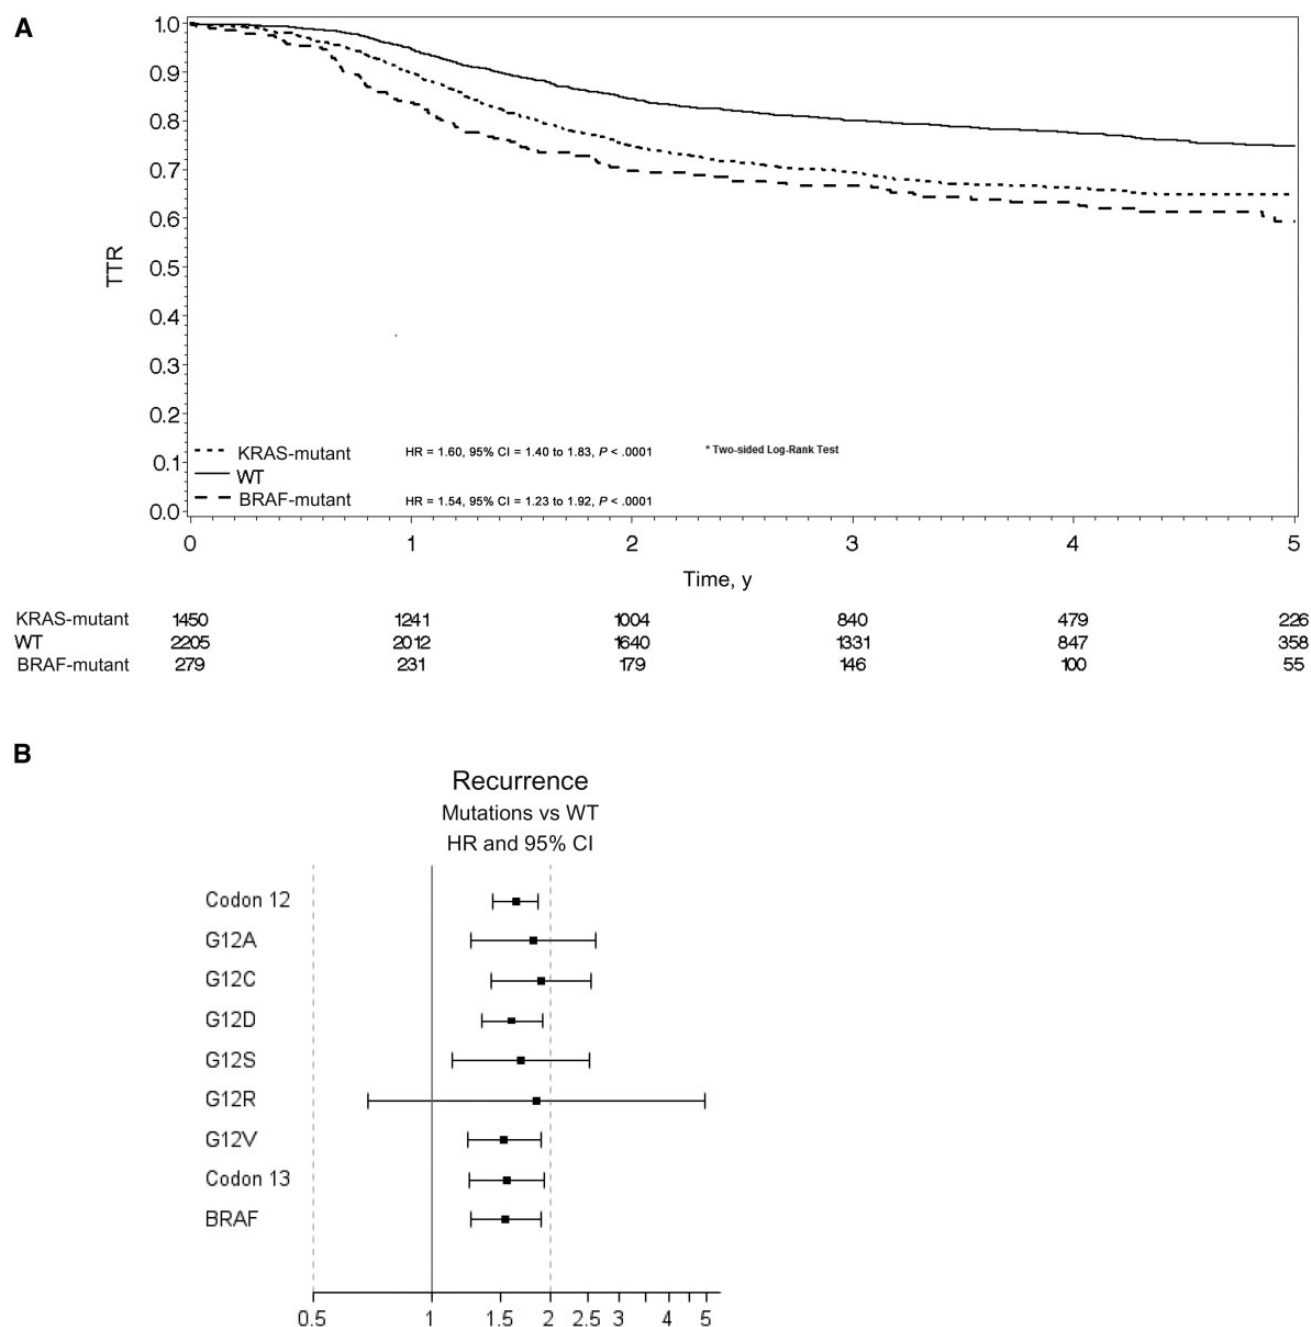 A
1.0
0.9
0.8
0.7
0.6
0.5
0.4
0.3
0.2
0.1
0.0
TTR
KRAS-mutant HR = 1.60, 95% CI = 1.40 to 1.83, P < .0001 * Two-sided Log-Rank Test
WT
BRAF-mutant HR = 1.54, 95% CI = 1.23 to 1.92, P < .0001
0 1 2 3 4 5
Time, y
KRAS-mutant 1450 1241 1004 840 479 226
WT 2205 2012 1640 1331 847 358
BRAF-mutant 279 231 179 146 100 55
B
Recurrence
Mutations vs WT
HR and 95% CI
Codon 12
G12A
G12C
G12D
G12S
G12R
G12V
Codon 13
BRAF
0.5 1 1.5 2 2.5 3 4 5